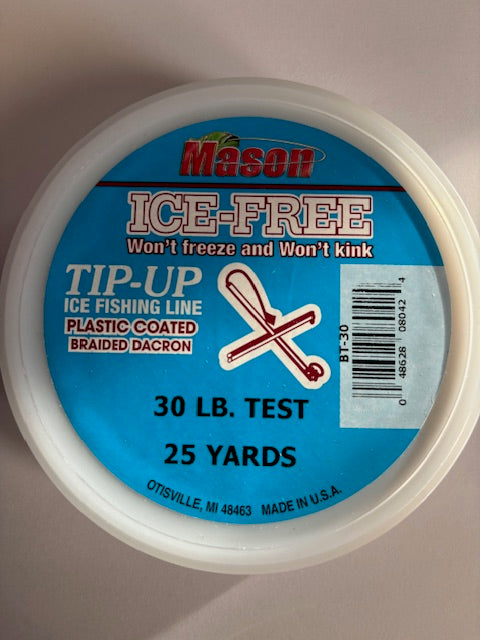 Mason
ICE-FREE
Won't freeze and Won't kink
TIP-UP
ICE FISHING LINE
PLASTIC COATED
BRAIDED DACRON
BT-30
0 48628 08042 4
30 LB. TEST
25 YARDS
OTISVILLE, MI 48463 MADE IN U.S.A.